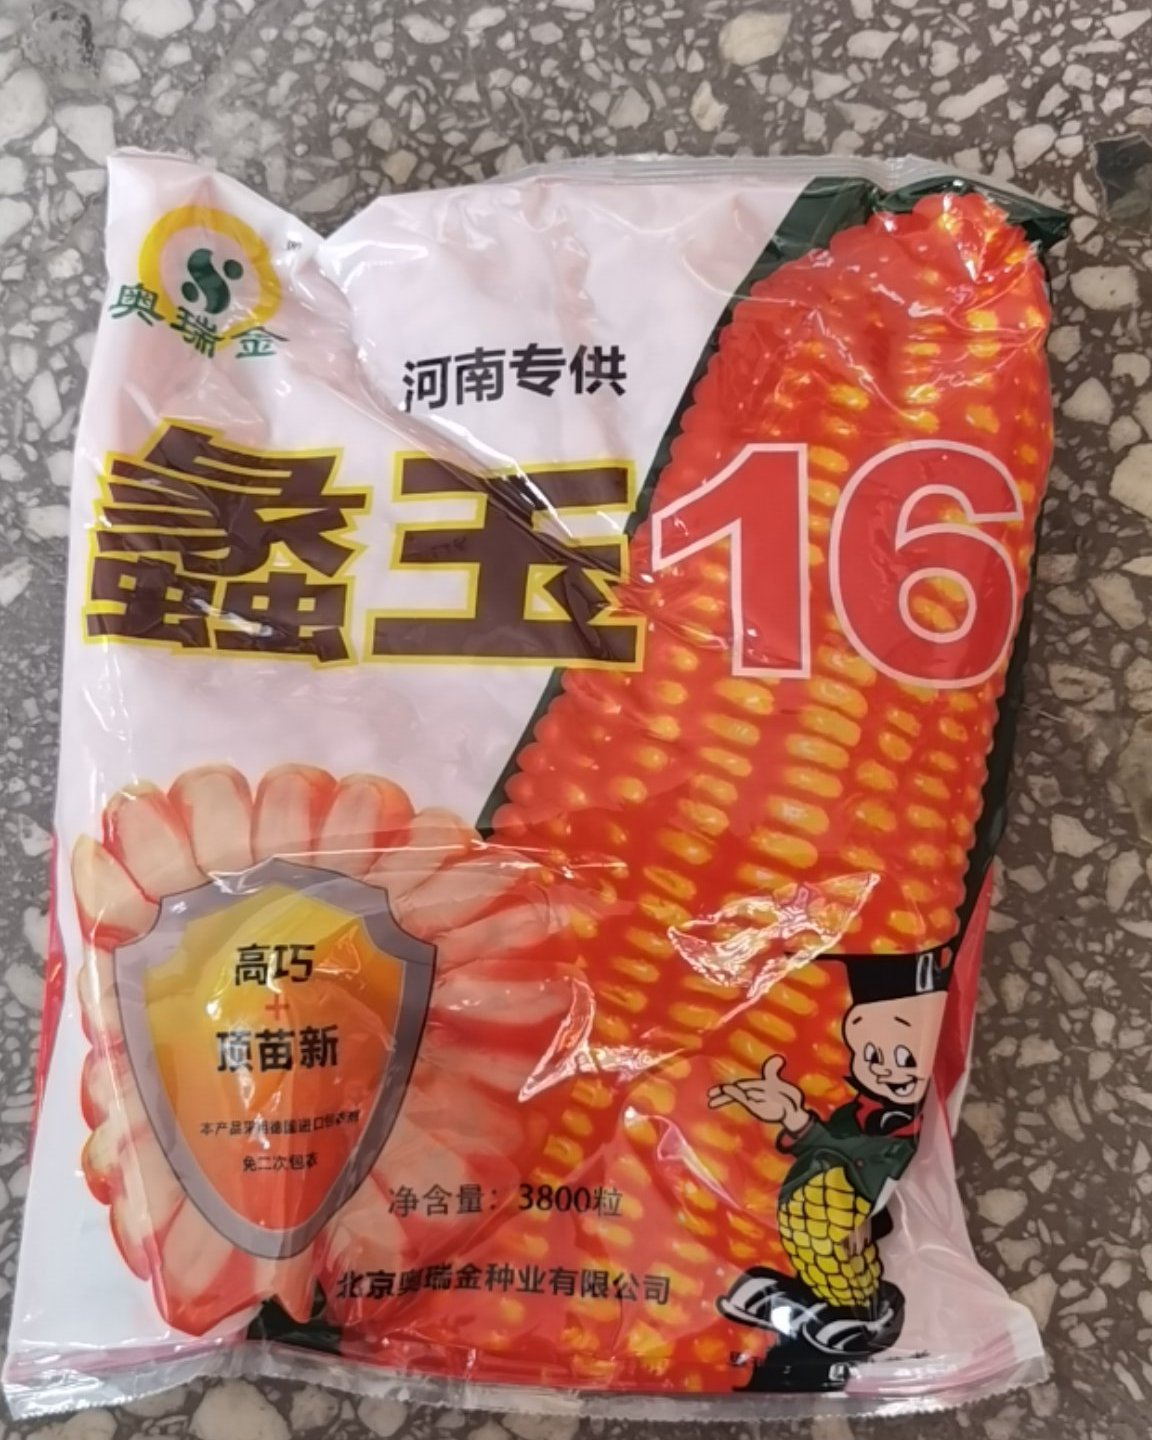 奥瑞金
河南专供
蠡玉16
高巧
+
顶苗新
本产品采用德国进口包衣剂
免二次包衣
净含量：3800粒
北京奥瑞金种业有限公司